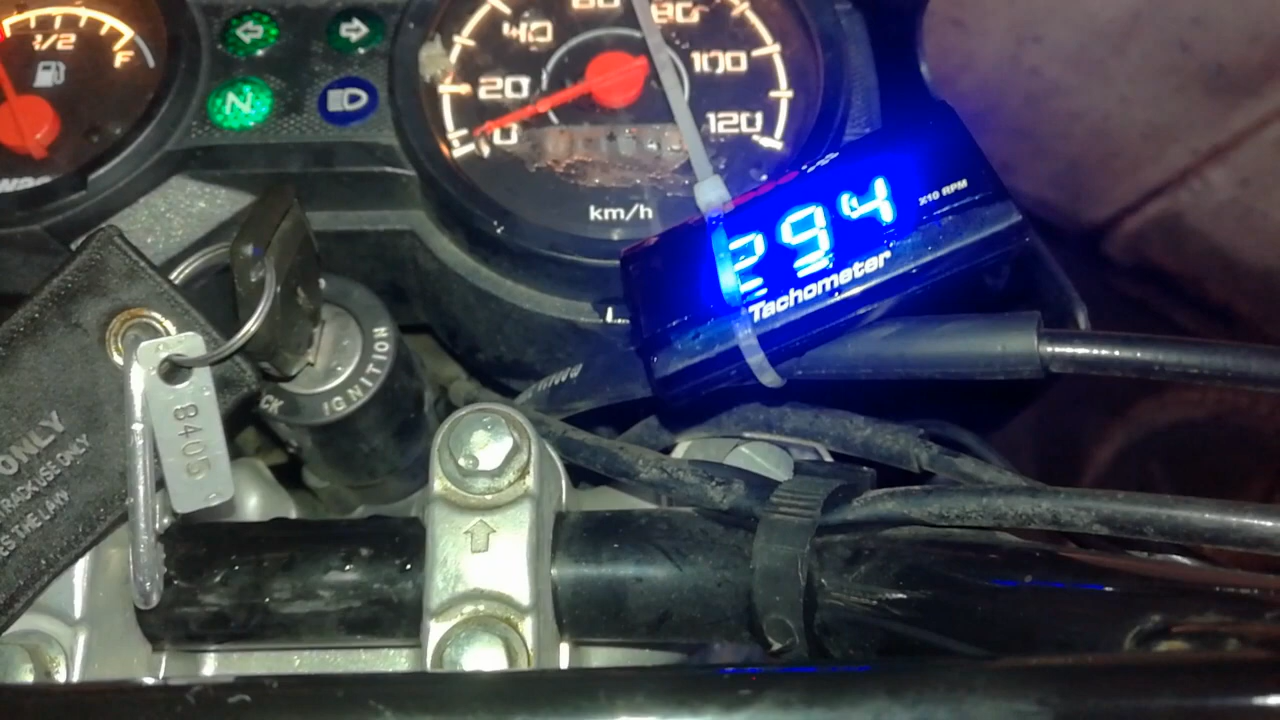 1/2
F
N
20
40
60
80
100
120
0
km/h
294
X10 RPM
Tachometer
IGNITION
8405
ONLY
USE ONLY
THE LAW